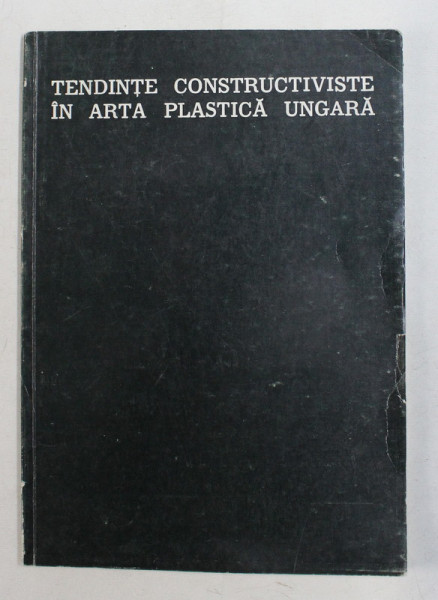 TENDINȚE CONSTRUCTIVISTE
ÎN ARTA PLASTICĂ UNGARĂ